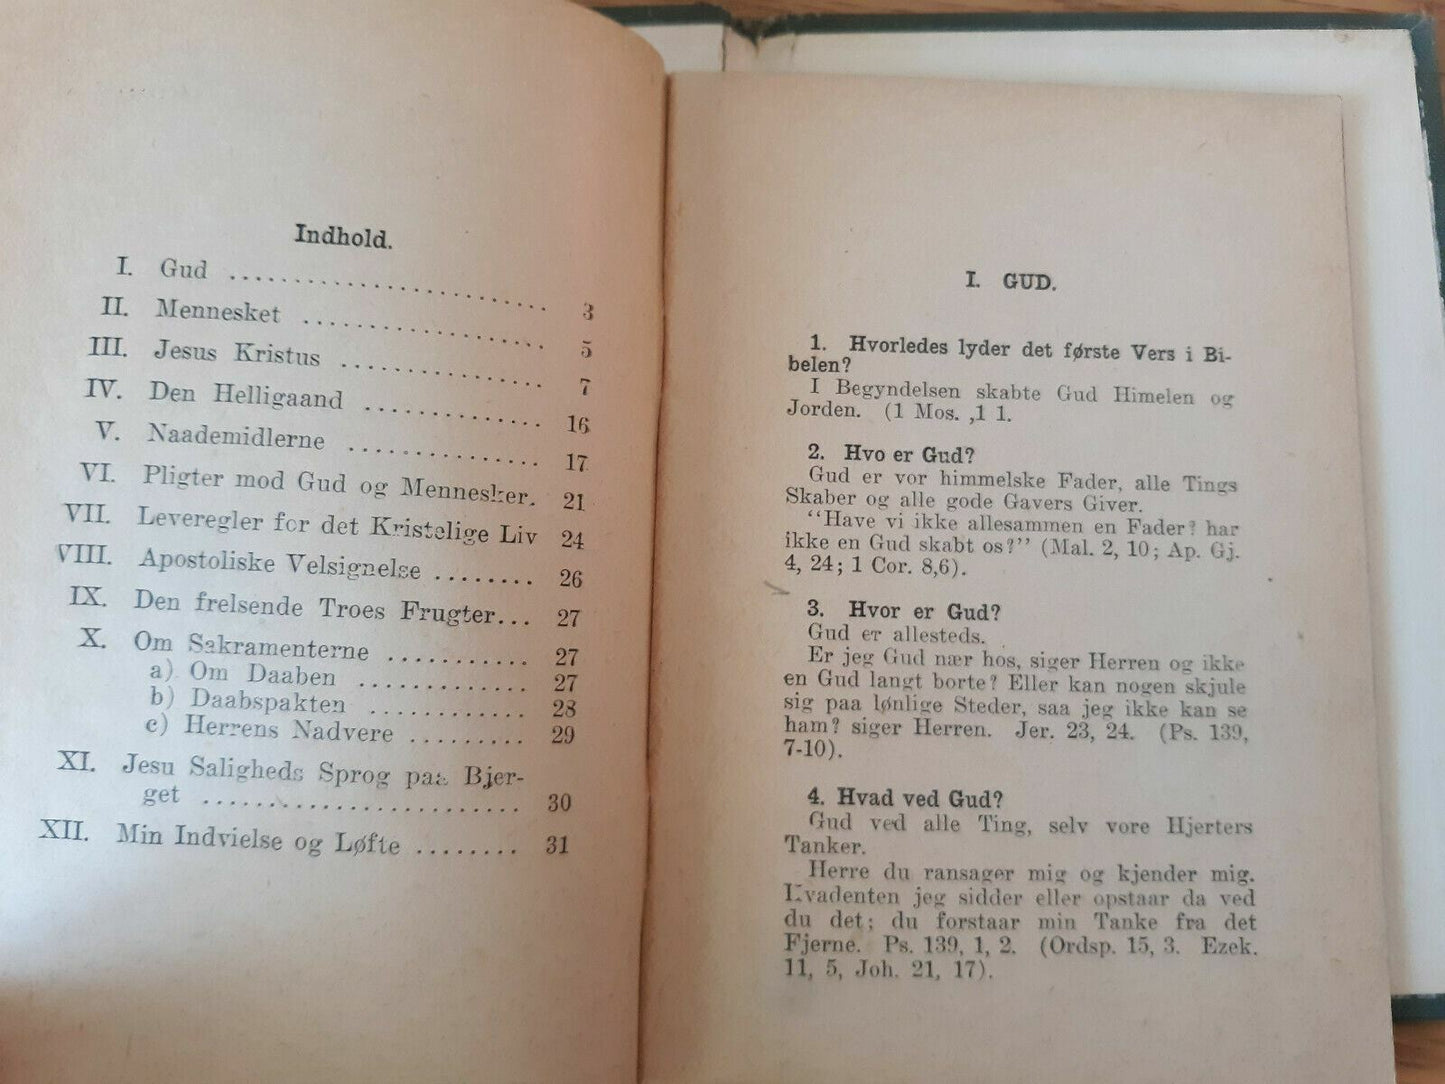 Indhold.
I. Gud ......................... 3
II. Mennesket .................... 5
III. Jesus Kristus ................ 7
IV. Den Helligaand .............. 16
V. Naademidlerne ............... 17
VI. Pligter mod Gud og Mennesker. 21
VII. Leveregler for det Kristelige Liv 24
VIII. Apostoliske Velsignelse ........ 26
IX. Den frelsende Troes Frugter... 27
X. Om Sakramenterne ........... 27
a) Om Daaben ............. 27
b) Daabspakten ............ 28
c) Herrens Nadvere ......... 29
XI. Jesu Saligheds Sprog paa Bjer-
get ......................... 30
XII. Min Indvielse og Løfte ........ 31
I. GUD.
1. Hvorledes lyder det første Vers i Bi-
belen?
I Begyndelsen skabte Gud Himelen og
Jorden. (1 Mos. ,1 1.
2. Hvo er Gud?
Gud er vor himmelske Fader, alle Tings
Skaber og alle gode Gavers Giver.
"Have vi ikke allesammen en Fader? har
ikke en Gud skabt os?" (Mal. 2, 10; Ap. Gj.
4, 24; 1 Cor. 8,6).
3. Hvor er Gud?
Gud er allesteds.
Er jeg Gud nær hos, siger Herren og ikke
en Gud langt borte? Eller kan nogen skjule
sig paa lønlige Steder, saa jeg ikke kan se
ham? siger Herren. Jer. 23, 24. (Ps. 139,
7-10).
4. Hvad ved Gud?
Gud ved alle Ting, selv vore Hjerters
Tanker.
Herre du ransager mig og kjender mig.
Hvadenten jeg sidder eller opstaar da ved
du det; du forstaar min Tanke fra det
Fjerne. Ps. 139, 1, 2. (Ordsp. 15, 3. Ezek.
11, 5, Joh. 21, 17).